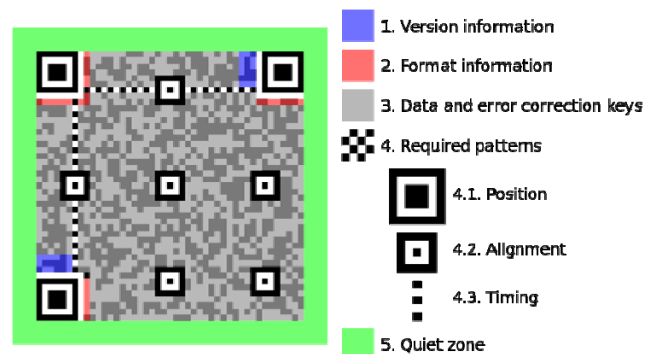 1. Version information
2. Format information
3. Data and error correction keys
4. Required patterns
4.1. Position
4.2. Alignment
4.3. Timing
5. Quiet zone